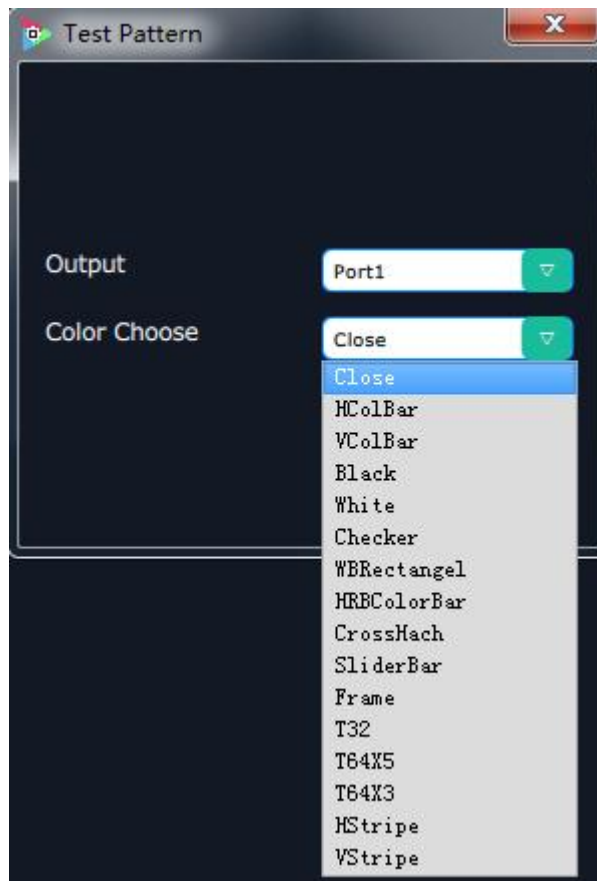 Test Pattern
Output
Port1
Color Choose
Close
Close
HColBar
VColBar
Black
White
Checker
WBRectangel
HRBColorBar
CrossHach
SliderBar
Frame
T32
T64X5
T64X3
HStripe
VStripe